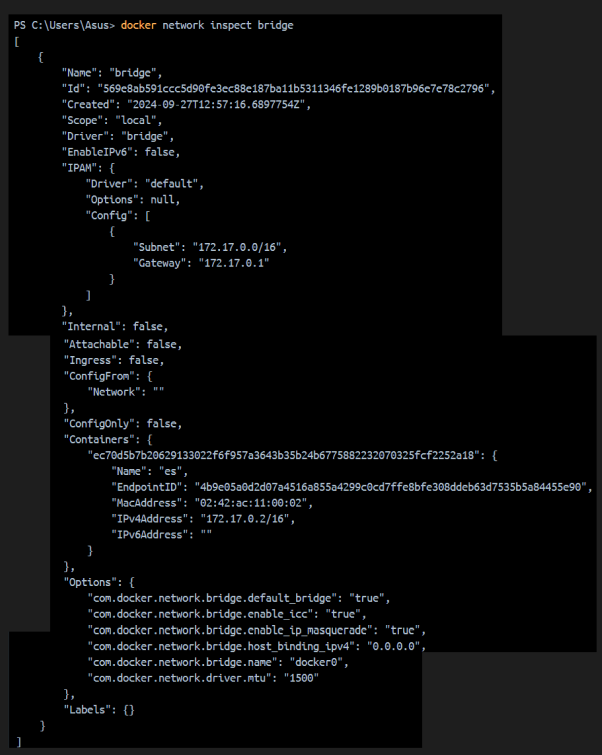 PS C:\Users\Asus> docker network inspect bridge
[
    {
        "Name": "bridge",
        "Id": "569e8ab591ccc5d90fe3ec88e187ba11b5311346fe1289b0187b96e7e78c2796",
        "Created": "2024-09-27T12:57:16.6897754Z",
        "Scope": "local",
        "Driver": "bridge",
        "EnableIPv6": false,
        "IPAM": {
            "Driver": "default",
            "Options": null,
            "Config": [
                {
                    "Subnet": "172.17.0.0/16",
                    "Gateway": "172.17.0.1"
                }
            ]
        },
        "Internal": false,
        "Attachable": false,
        "Ingress": false,
        "ConfigFrom": {
            "Network": ""
        },
        "ConfigOnly": false,
        "Containers": {
            "ec70d5b7b20629133022f6f957a3643b35b24b6775882232070325fcf2252a18": {
                "Name": "es",
                "EndpointID": "4b9e05a0d2d07a4516a855a4299c0cd7ffe8bfe308ddeb63d7535b5a84455e90",
                "MacAddress": "02:42:ac:11:00:02",
                "IPv4Address": "172.17.0.2/16",
                "IPv6Address": ""
            }
        },
        "Options": {
            "com.docker.network.bridge.default_bridge": "true",
            "com.docker.network.bridge.enable_icc": "true",
            "com.docker.network.bridge.enable_ip_masquerade": "true",
            "com.docker.network.bridge.host_binding_ipv4": "0.0.0.0",
            "com.docker.network.bridge.name": "docker0",
            "com.docker.network.driver.mtu": "1500"
        },
        "Labels": {}
    }
]